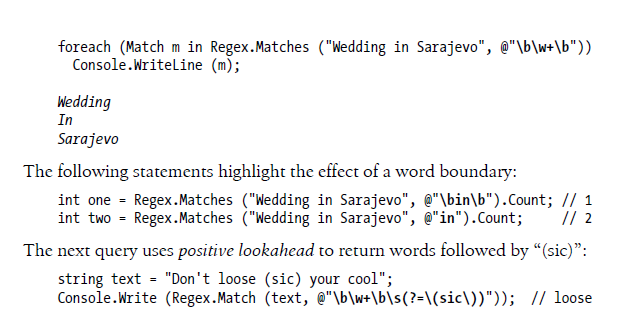 foreach (Match m in Regex.Matches ("Wedding in Sarajevo", @"\b\w+\b"))
Console.WriteLine (m);
Wedding
In
Sarajevo
The following statements highlight the effect of a word boundary:
int one = Regex.Matches ("Wedding in Sarajevo", @"\bin\b").Count; // 1
int two = Regex.Matches ("Wedding in Sarajevo", @"in").Count; // 2
The next query uses positive lookahead to return words followed by “(sic)”:
string text = "Don't loose (sic) your cool";
Console.Write (Regex.Match (text, @"\b\w+\b\s(?=\(sic\))")); // loose